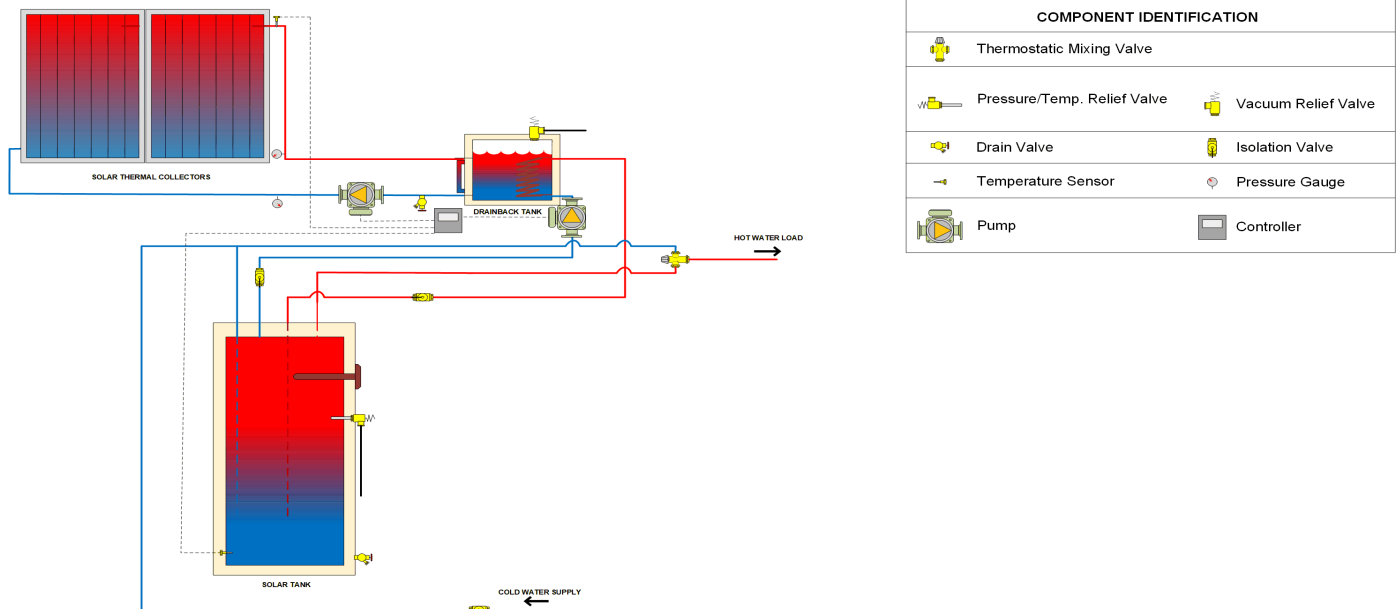 COMPONENT IDENTIFICATION
Thermostatic Mixing Valve
Pressure/Temp. Relief Valve
Vacuum Relief Valve
Drain Valve
Isolation Valve
Temperature Sensor
Pressure Gauge
Pump
Controller
SOLAR THERMAL COLLECTORS
DRAINBACK TANK
HOT WATER LOAD
SOLAR TANK
COLD WATER SUPPLY